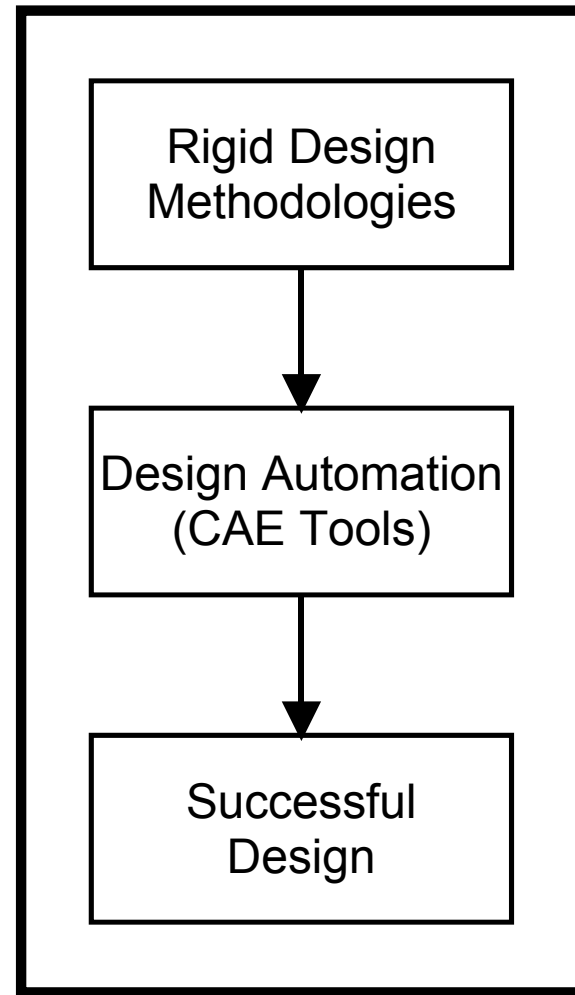 Rigid Design
Methodologies
Design Automation
(CAE Tools)
Successful
Design